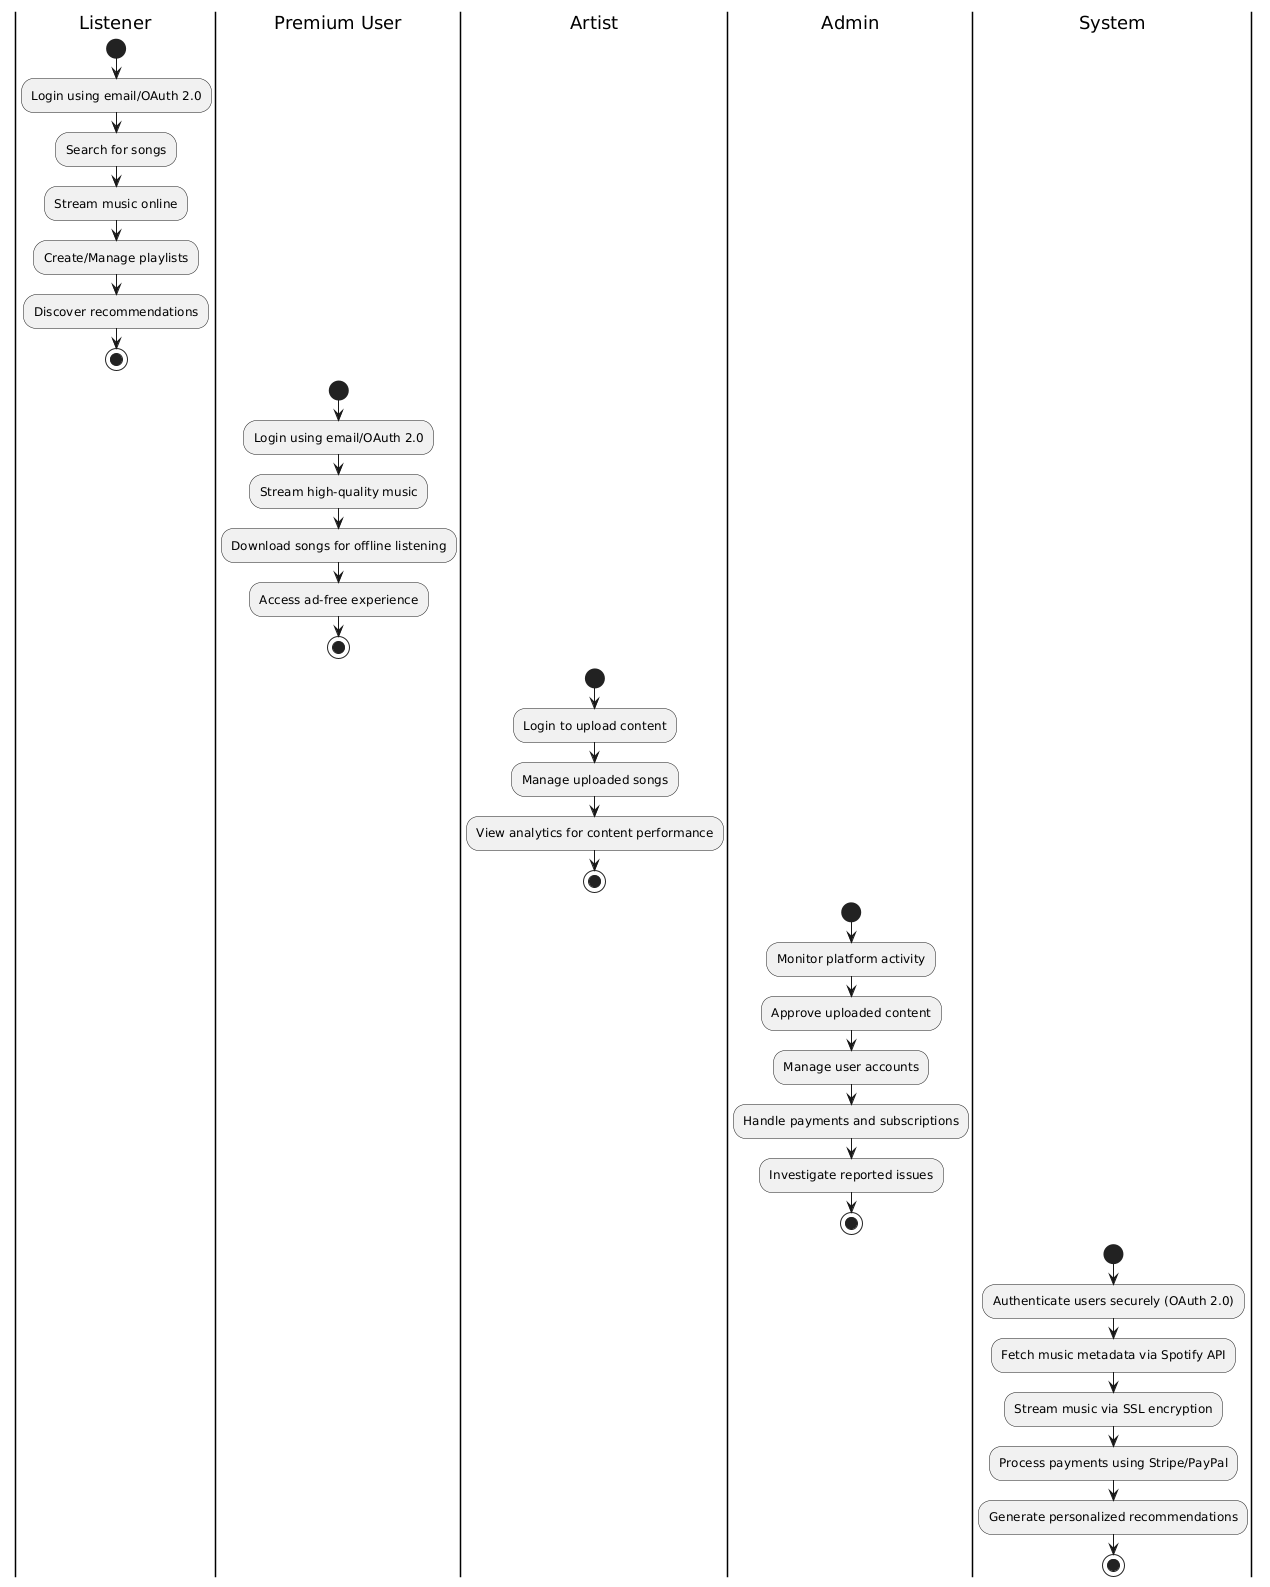 Listener
Premium User
Artist
Admin
System
Login using email/OAuth 2.0
Search for songs
Stream music online
Create/Manage playlists
Discover recommendations
Login using email/OAuth 2.0
Stream high-quality music
Download songs for offline listening
Access ad-free experience
Login to upload content
Manage uploaded songs
View analytics for content performance
Monitor platform activity
Approve uploaded content
Manage user accounts
Handle payments and subscriptions
Investigate reported issues
Authenticate users securely (OAuth 2.0)
Fetch music metadata via Spotify API
Stream music via SSL encryption
Process payments using Stripe/PayPal
Generate personalized recommendations